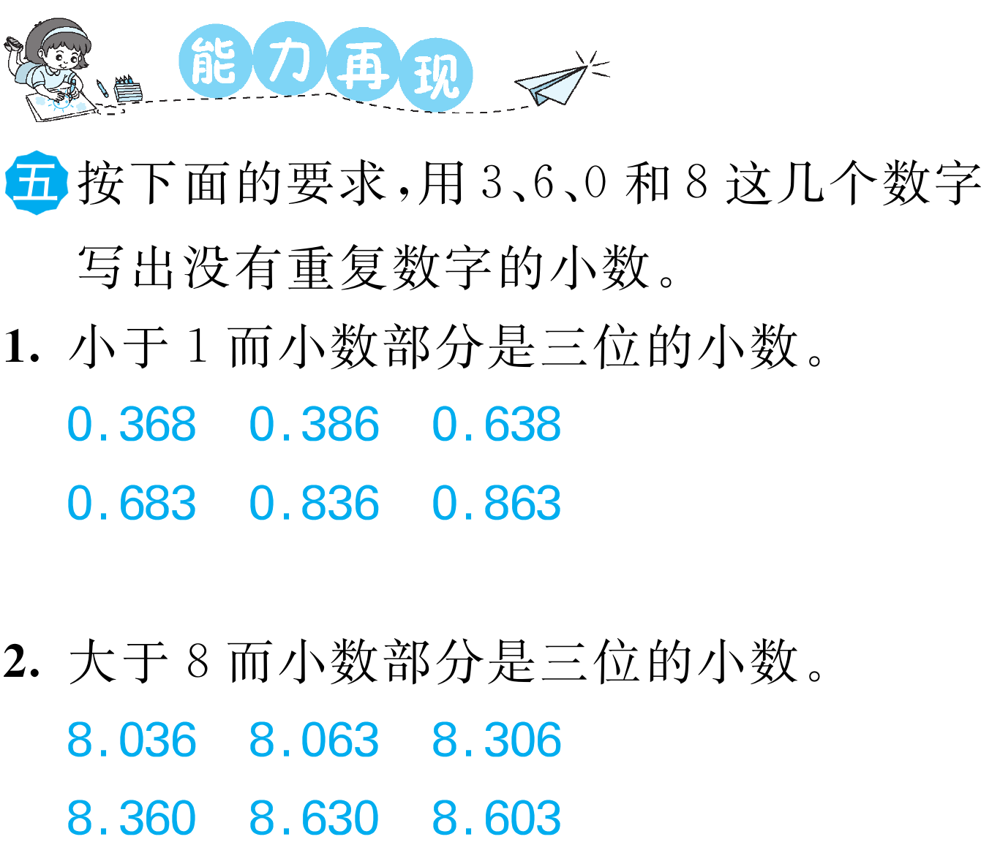 能力再现
五 按下面的要求,用3、6、0 和 8 这几个数字
写出没有重复数字的小数。
1. 小于 1 而小数部分是三位的小数。
0.368 0.386 0.638
0.683 0.836 0.863
2. 大于 8 而小数部分是三位的小数。
8.036 8.063 8.306
8.360 8.630 8.603